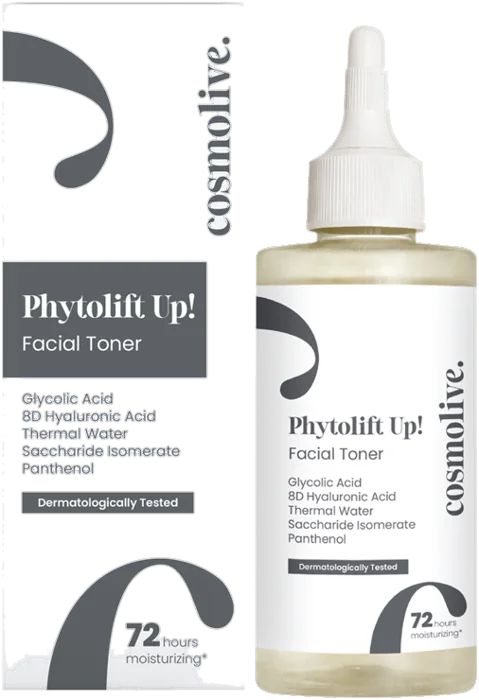 cosmolive.
Phytolift Up!
Facial Toner
Glycolic Acid
8D Hyaluronic Acid
Thermal Water
Saccharide Isomerate
Panthenol
Dermatologically Tested
72 hours
moisturizing*
cosmolive.
Phytolift Up!
Facial Toner
Glycolic Acid
8D Hyaluronic Acid
Thermal Water
Saccharide Isomerate
Panthenol
Dermatologically Tested
72 hours
moisturizing*